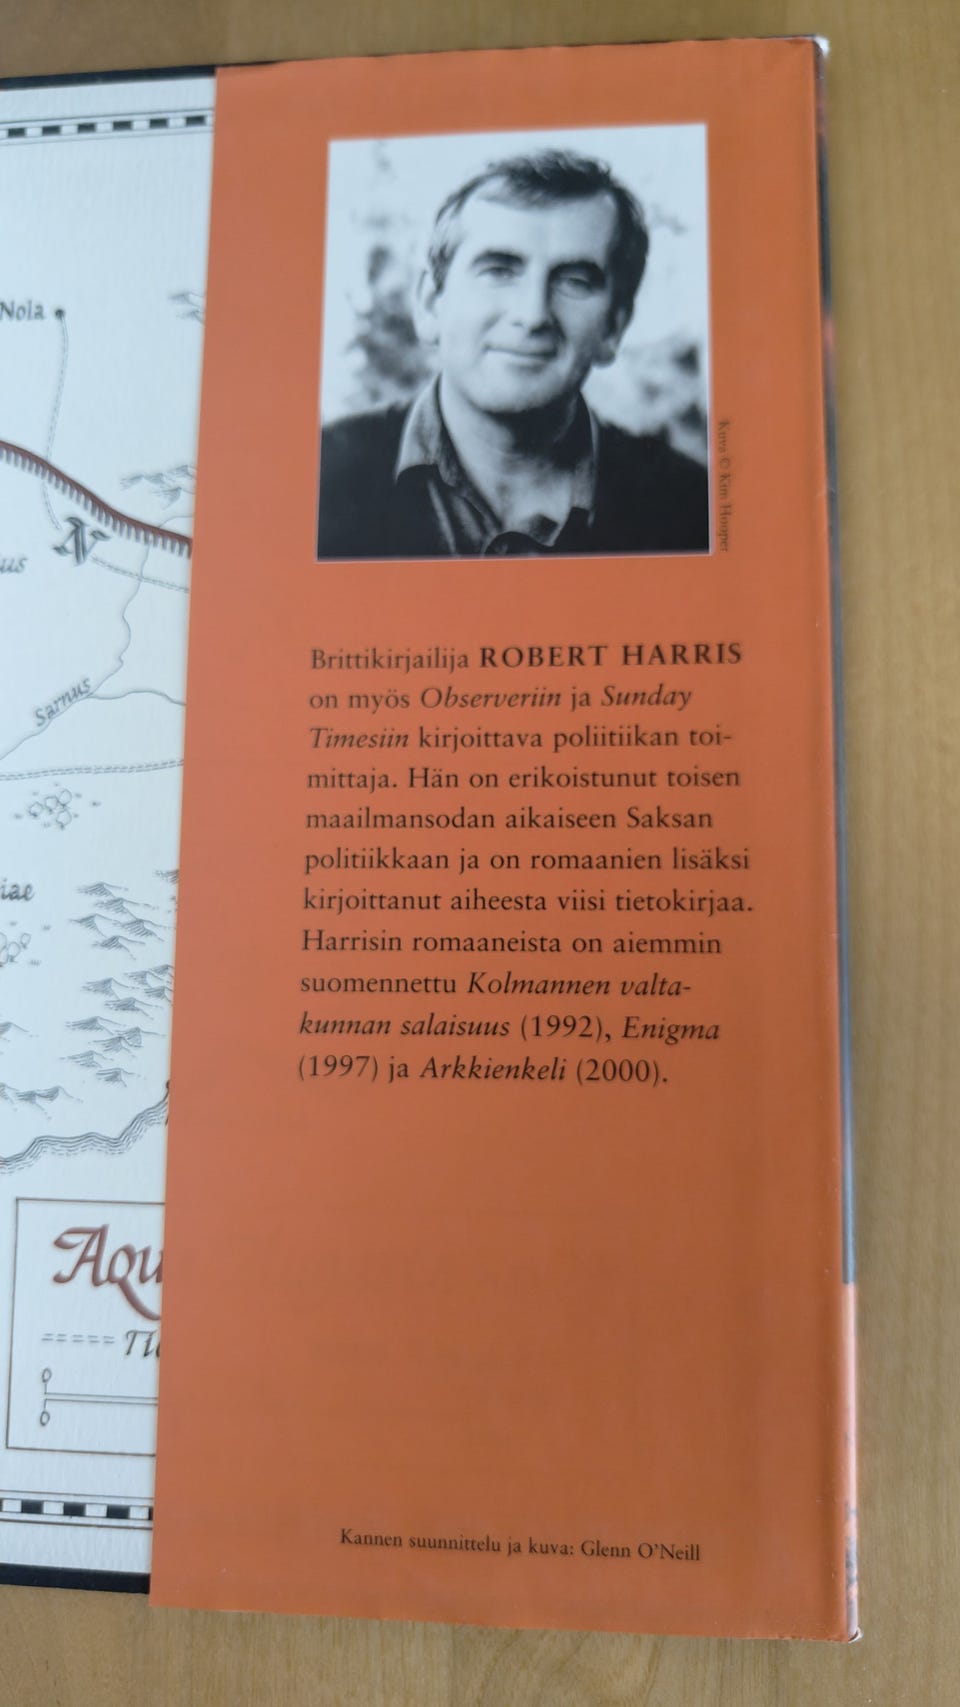 Nola
us
Sarnus
iae
Aqu
Kuva © Kim Hooper
Brittikirjailija ROBERT HARRIS
on myös Observeriin ja Sunday
Timesiin kirjoittava poliitiikan toi-
mittaja. Hän on erikoistunut toisen
maailmansodan aikaiseen Saksan
politiikkaan ja on romaanien lisäksi
kirjoittanut aiheesta viisi tietokirjaa.
Harrisin romaaneista on aiemmin
suomennettu Kolmannen valta-
kunnan salaisuus (1992), Enigma
(1997) ja Arkkienkeli (2000).
Kannen suunnittelu ja kuva: Glenn O'Neill